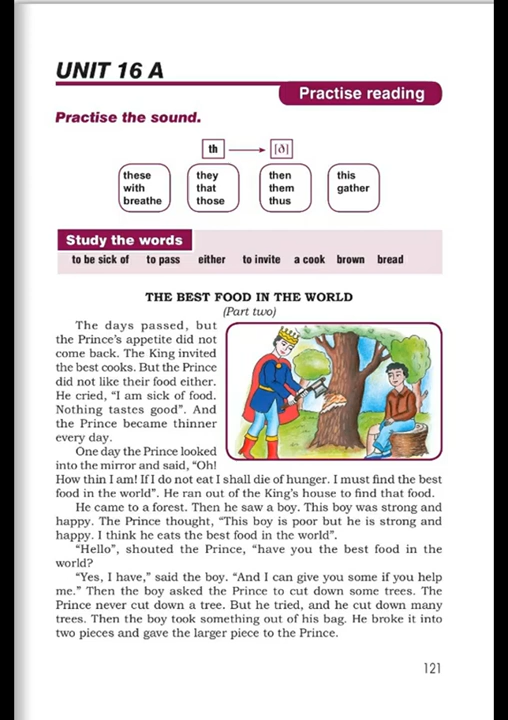 UNIT 16 A
Practise reading
Practise the sound.
th [ð]
these
with
breathe
they
that
those
then
them
thus
this
gather
Study the words
to be sick of to pass either to invite a cook brown bread
THE BEST FOOD IN THE WORLD
(Part two)
The days passed, but
the Prince's appetite did not
come back. The King invited
the best cooks. But the Prince
did not like their food either.
He cried, “I am sick of food.
Nothing tastes good”. And
the Prince became thinner
every day.
One day the Prince looked
into the mirror and said, “Oh!
How thin I am! If I do not eat I shall die of hunger. I must find the best
food in the world”. He ran out of the King's house to find that food.
He came to a forest. Then he saw a boy. This boy was strong and
happy. The Prince thought, “This boy is poor but he is strong and
happy. I think he eats the best food in the world”.
“Hello”, shouted the Prince, “have you the best food in the
world?
“Yes, I have,” said the boy. “And I can give you some if you help
me.” Then the boy asked the Prince to cut down some trees. The
Prince never cut down a tree. But he tried, and he cut down many
trees. Then the boy took something out of his bag. He broke it into
two pieces and gave the larger piece to the Prince.
121